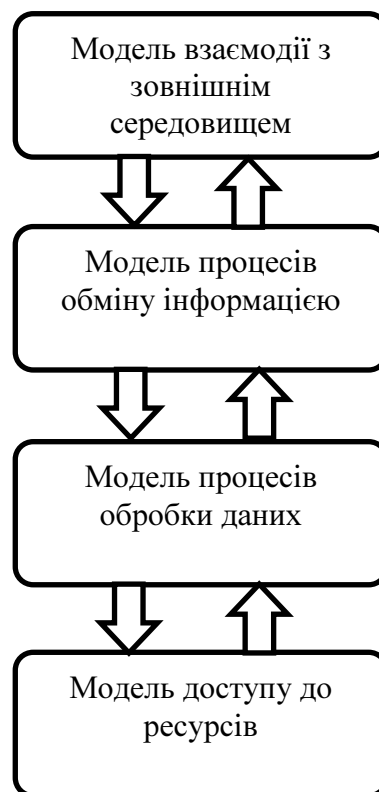 Модель взаємодії з
зовнішнім
середовищем
Модель процесів
обміну інформацією
Модель процесів
обробки даних
Модель доступу до
ресурсів